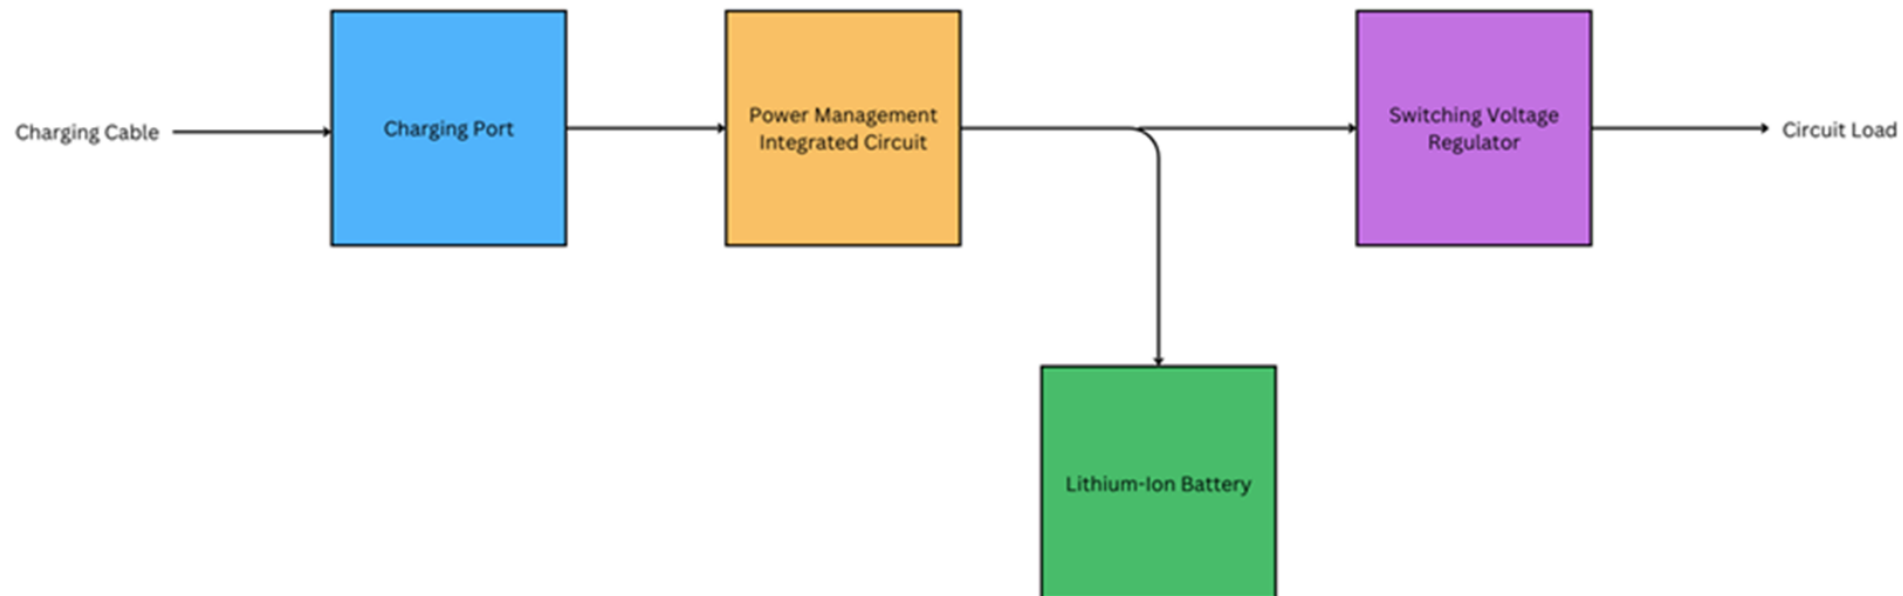 Charging Cable
Charging Port
Power Management
Integrated Circuit
Switching Voltage
Regulator
Circuit Load
Lithium-Ion Battery